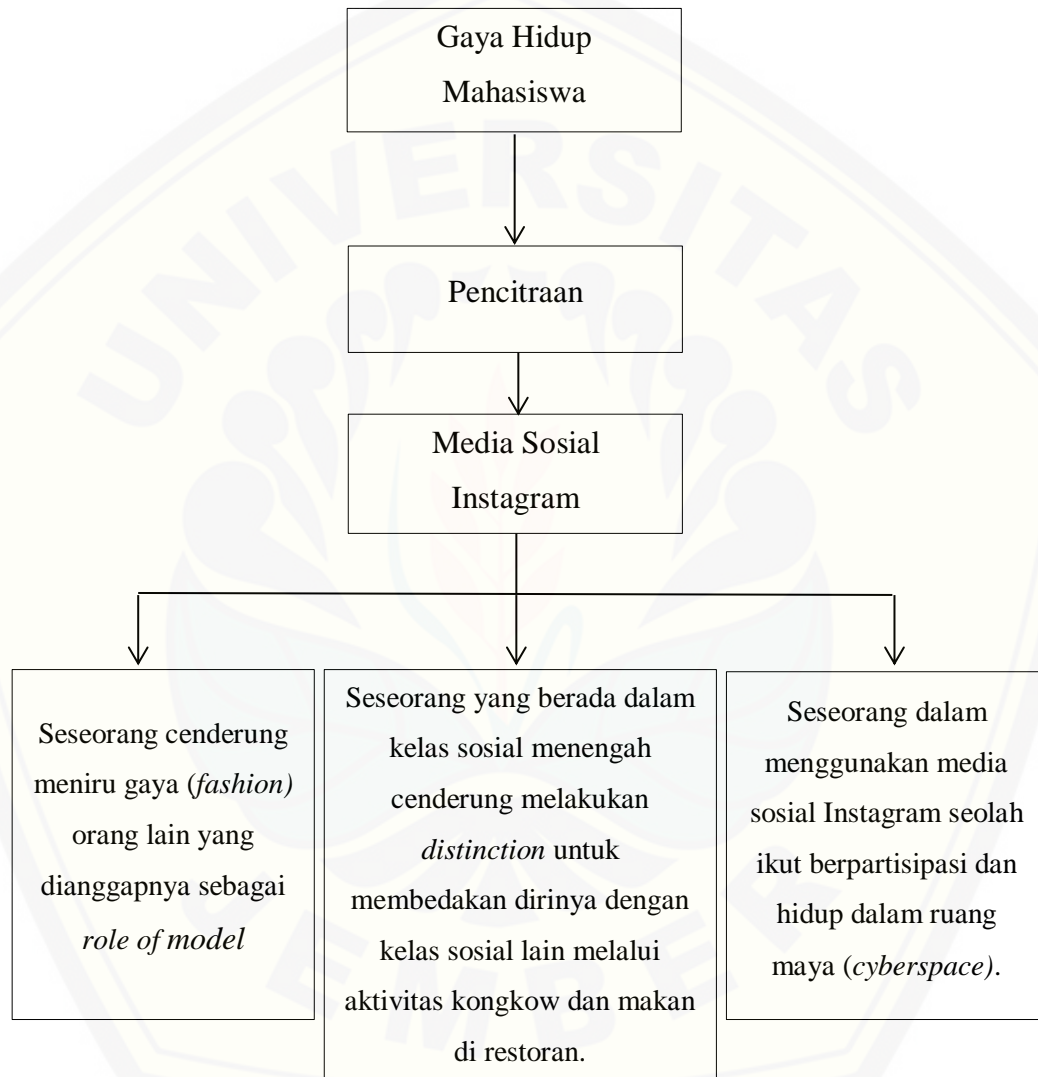 Gaya Hidup
Mahasiswa
Pencitraan
Media Sosial
Instagram
Seseorang cenderung
meniru gaya (fashion)
orang lain yang
dianggapnya sebagai
role of model
Seseorang yang berada dalam
kelas sosial menengah
cenderung melakukan
distinction untuk
membedakan dirinya dengan
kelas sosial lain melalui
aktivitas kongkow dan makan
di restoran.
Seseorang dalam
menggunakan media
sosial Instagram seolah
ikut berpartisipasi dan
hidup dalam ruang
maya (cyberspace).
UNIVERSITAS
JEMBER